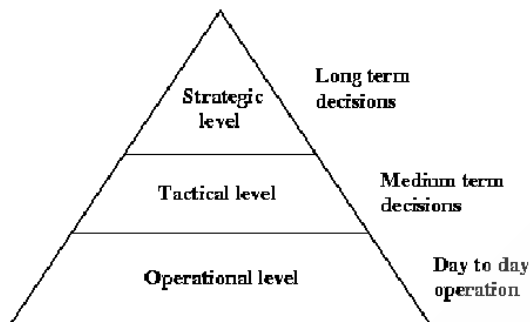 Strategic
level
Long term
decisions
Tactical level
Medium term
decisions
Operational level
Day to day
operation